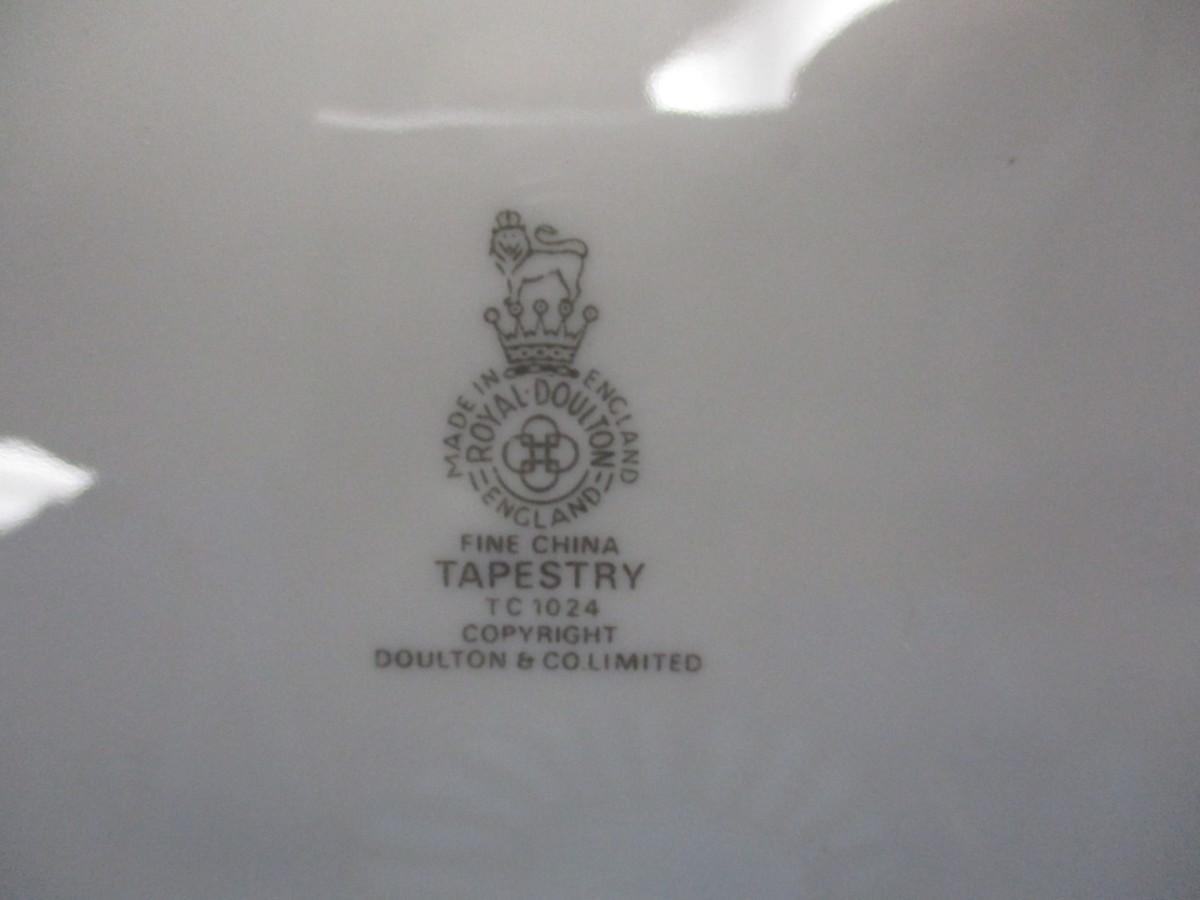 MADE IN ENGLAND
ROYAL·DOULTON
ENGLAND
FINE CHINA
TAPESTRY
TC 1024
COPYRIGHT
DOULTON & CO.LIMITED